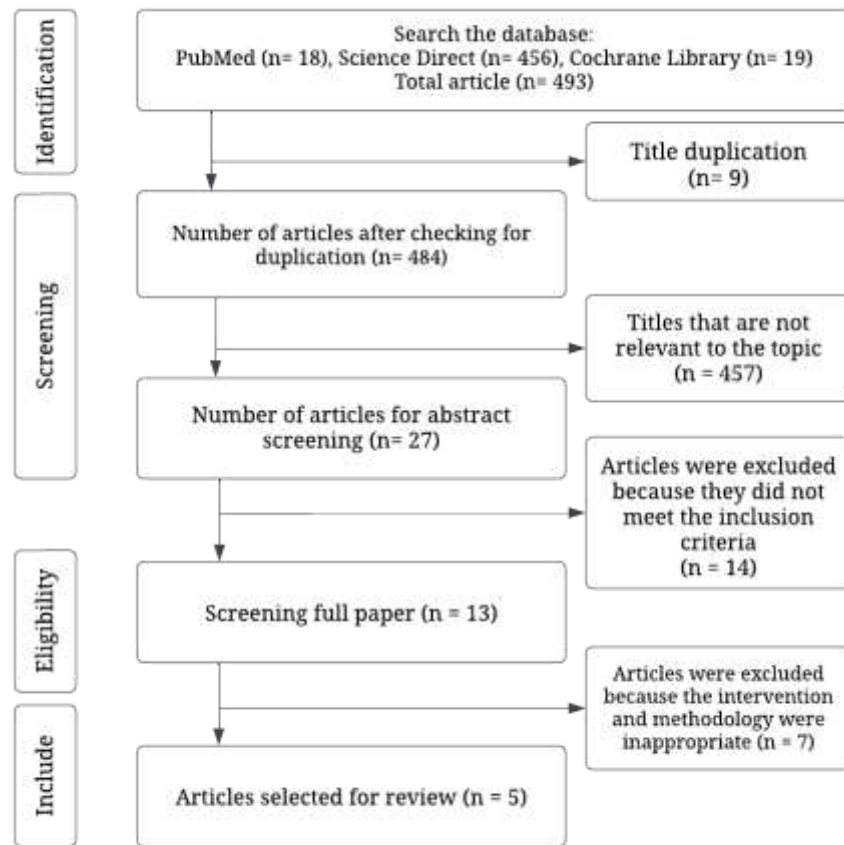 Identification
Search the database:
PubMed (n= 18), Science Direct (n= 456), Cochrane Library (n= 19)
Total article (n= 493)
Title duplication
(n= 9)
Screening
Number of articles after checking for
duplication (n= 484)
Titles that are not
relevant to the topic
(n = 457)
Number of articles for abstract
screening (n= 27)
Articles were excluded
because they did not
meet the inclusion
criteria
(n = 14)
Eligibility
Screening full paper (n = 13)
Articles were excluded
because the intervention
and methodology were
inappropriate (n = 7)
Include
Articles selected for review (n = 5)